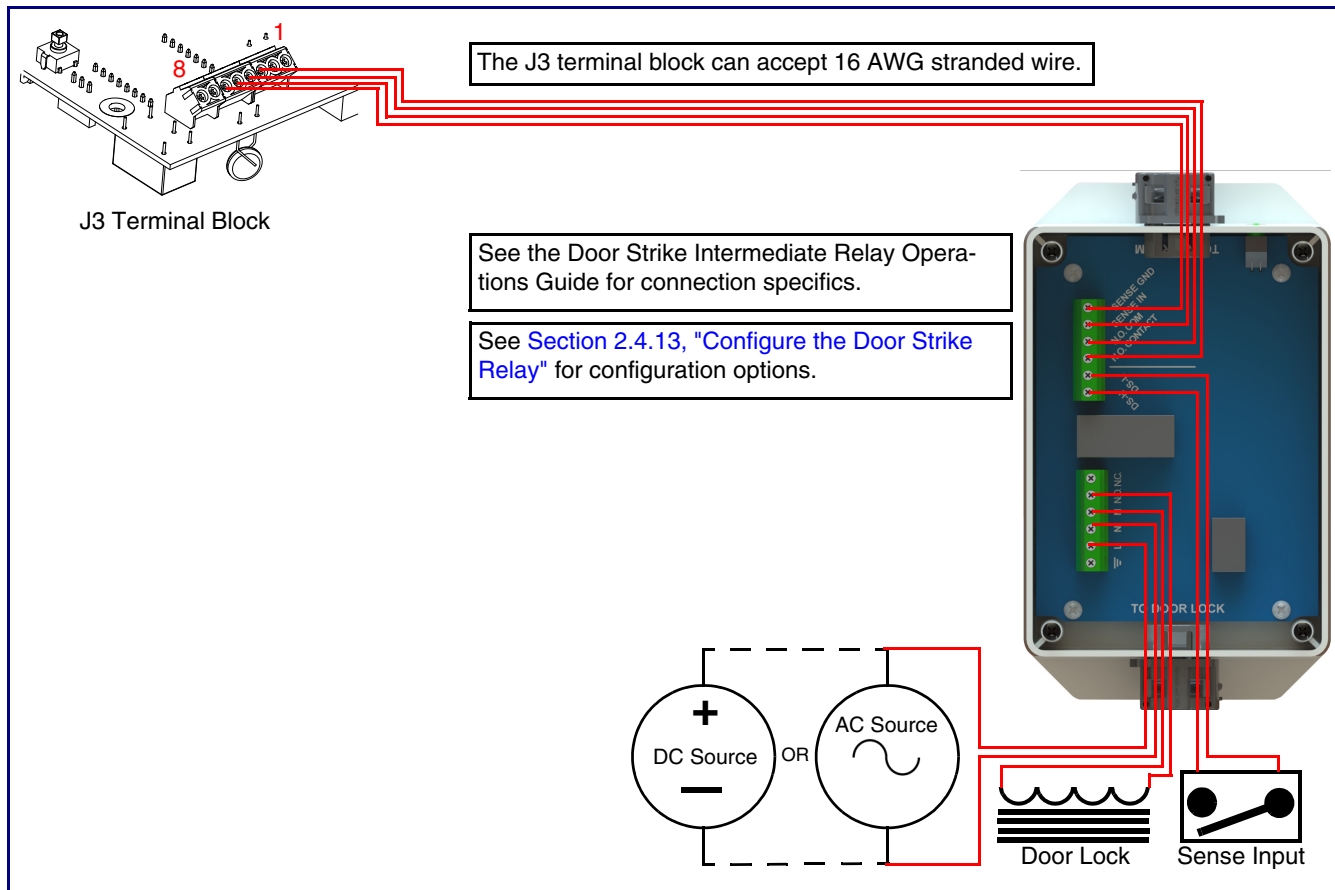 1
8
The J3 terminal block can accept 16 AWG stranded wire.
J3 Terminal Block
See the Door Strike Intermediate Relay Opera-
tions Guide for connection specifics.
See Section 2.4.13, "Configure the Door Strike
Relay" for configuration options.
SENSE GND
SENSE IN
N.O. COM
N.O. CONTACT
DS-1
N.C.
N.O.
N
L
TO DOOR LOCK
+
DC Source
OR
AC Source
Door Lock
Sense Input